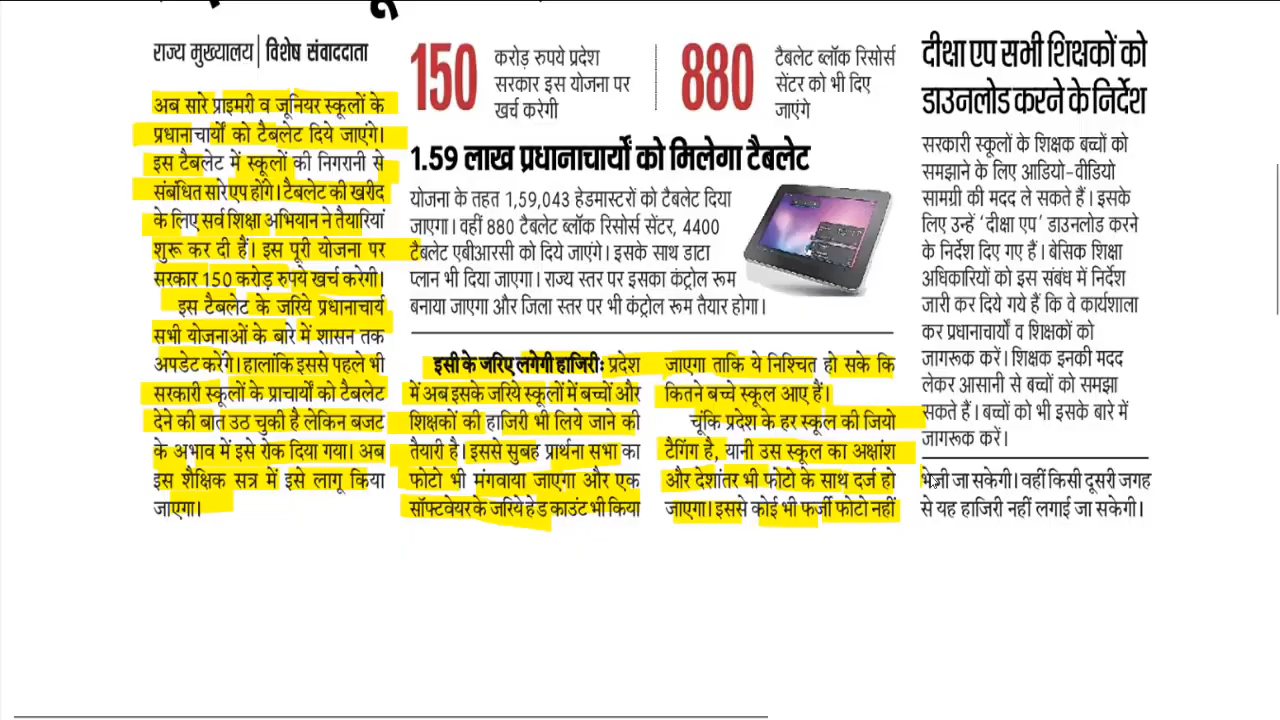 राज्य मुख्यालय | विशेष संवाददाता
अब सारे प्राइमरी व जूनियर स्कूलों के
प्रधानाचार्यों को टैबलेट दिये जाएंगे।
इस टैबलेट में स्कूलों की निगरानी से
संबंधित सारे एप होंगे। टैबलेट की खरीद
के लिए सर्व शिक्षा अभियान ने तैयारियां
शुरू कर दी हैं। इस पूरी योजना पर
सरकार 150 करोड़ रुपये खर्च करेगी।
इस टैबलेट के जरिये प्रधानाचार्य
सभी योजनाओं के बारे में शासन तक
अपडेट करेंगे। हालांकि इससे पहले भी
सरकारी स्कूलों के प्राचार्यों को टैबलेट
देने की बात उठ चुकी है लेकिन बजट
के अभाव में इसे रोक दिया गया। अब
इस शैक्षिक सत्र में इसे लागू किया
जाएगा।
150
करोड़ रुपये प्रदेश
सरकार इस योजना पर
खर्च करेगी
880
टैबलेट ब्लॉक रिसोर्स
सेंटर को भी दिए
जाएंगे
1.59 लाख प्रधानाचार्यों को मिलेगा टैबलेट
योजना के तहत 1,59,043 हेडमास्टरों को टैबलेट दिया
जाएगा। वहीं 880 टैबलेट ब्लॉक रिसोर्स सेंटर, 4400
टैबलेट एबीआरसी को दिये जाएंगे। इसके साथ डाटा
प्लान भी दिया जाएगा। राज्य स्तर पर इसका कंट्रोल रूम
बनाया जाएगा और जिला स्तर पर भी कंट्रोल रूम तैयार होगा।
इसी के जरिए लगेगी हाजिरी: प्रदेश
में अब इसके जरिये स्कूलों में बच्चों और
शिक्षकों की हाजिरी भी लिये जाने की
तैयारी है। इससे सुबह प्रार्थना सभा का
फोटो भी मंगवाया जाएगा और एक
सॉफ्टवेयर के जरिये हेड काउंट भी किया
जाएगा ताकि ये निश्चित हो सके कि
कितने बच्चे स्कूल आए हैं।
चूंकि प्रदेश के हर स्कूल की जियो
टैगिंग है, यानी उस स्कूल का अक्षांश
और देशांतर भी फोटो के साथ दर्ज हो
जाएगा। इससे कोई भी फर्जी फोटो नहीं
भेजी जा सकेगी। वहीं किसी दूसरी जगह
से यह हाजिरी नहीं लगाई जा सकेगी।
दीक्षा एप सभी शिक्षकों को
डाउनलोड करने के निर्देश
सरकारी स्कूलों के शिक्षक बच्चों को
समझाने के लिए आडियो-वीडियो
सामग्री की मदद ले सकते हैं। इसके
लिए उन्हें 'दीक्षा एप' डाउनलोड करने
के निर्देश दिए गए हैं। बेसिक शिक्षा
अधिकारियों को इस संबंध में निर्देश
जारी कर दिये गये हैं कि वे कार्यशाला
कर प्रधानाचार्यों व शिक्षकों को
जागरूक करें। शिक्षक इनकी मदद
लेकर आसानी से बच्चों को समझा
सकते हैं। बच्चों को भी इसके बारे में
जागरूक करें।